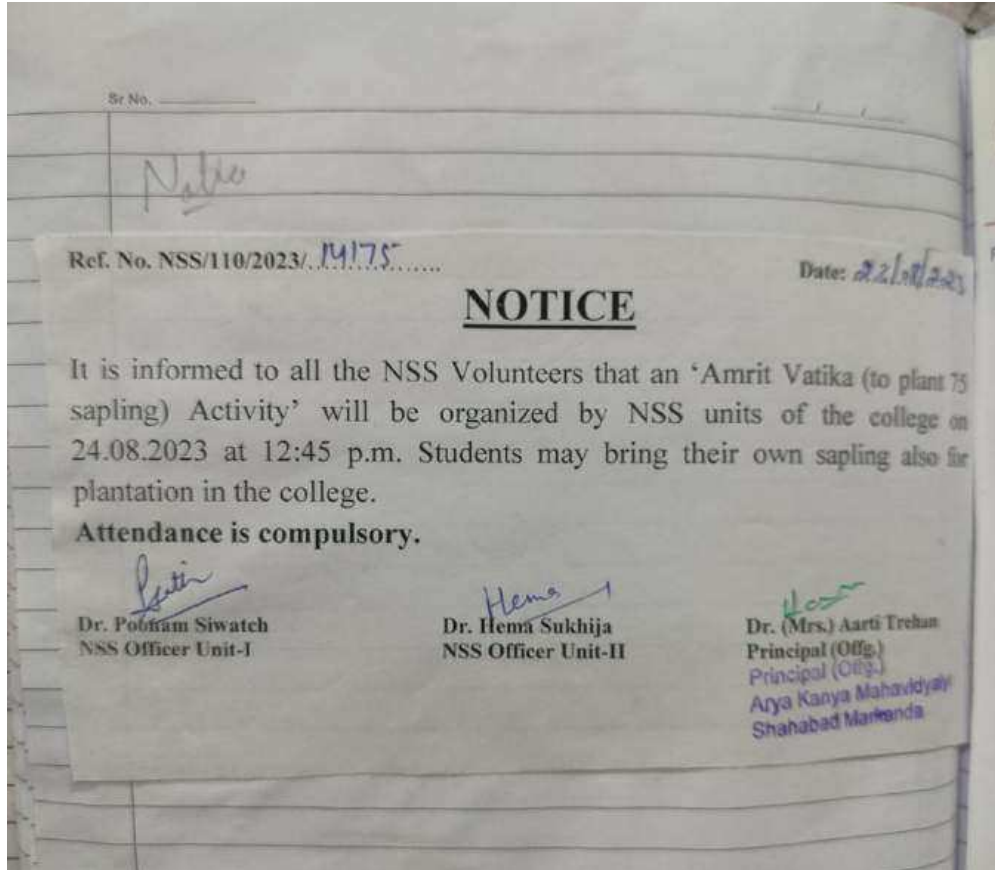 Sr No.
Ref. No. NSS/110/2023/.14175......
Date: 22/08/2023
NOTICE
It is informed to all the NSS Volunteers that an ‘Amrit Vatika (to plant 75
sapling) Activity’ will be organized by NSS units of the college on
24.08.2023 at 12:45 p.m. Students may bring their own sapling also for
plantation in the college.
Attendance is compulsory.
Hema
Dr. Poonam Siwatch Dr. Hema Sukhija Dr. (Mrs.) Aarti Trehan
NSS Officer Unit-I NSS Officer Unit-II Principal (Offg.)
Principal (Offg.)
Arya Kanya Mahavidyaly
Shahabad Markanda